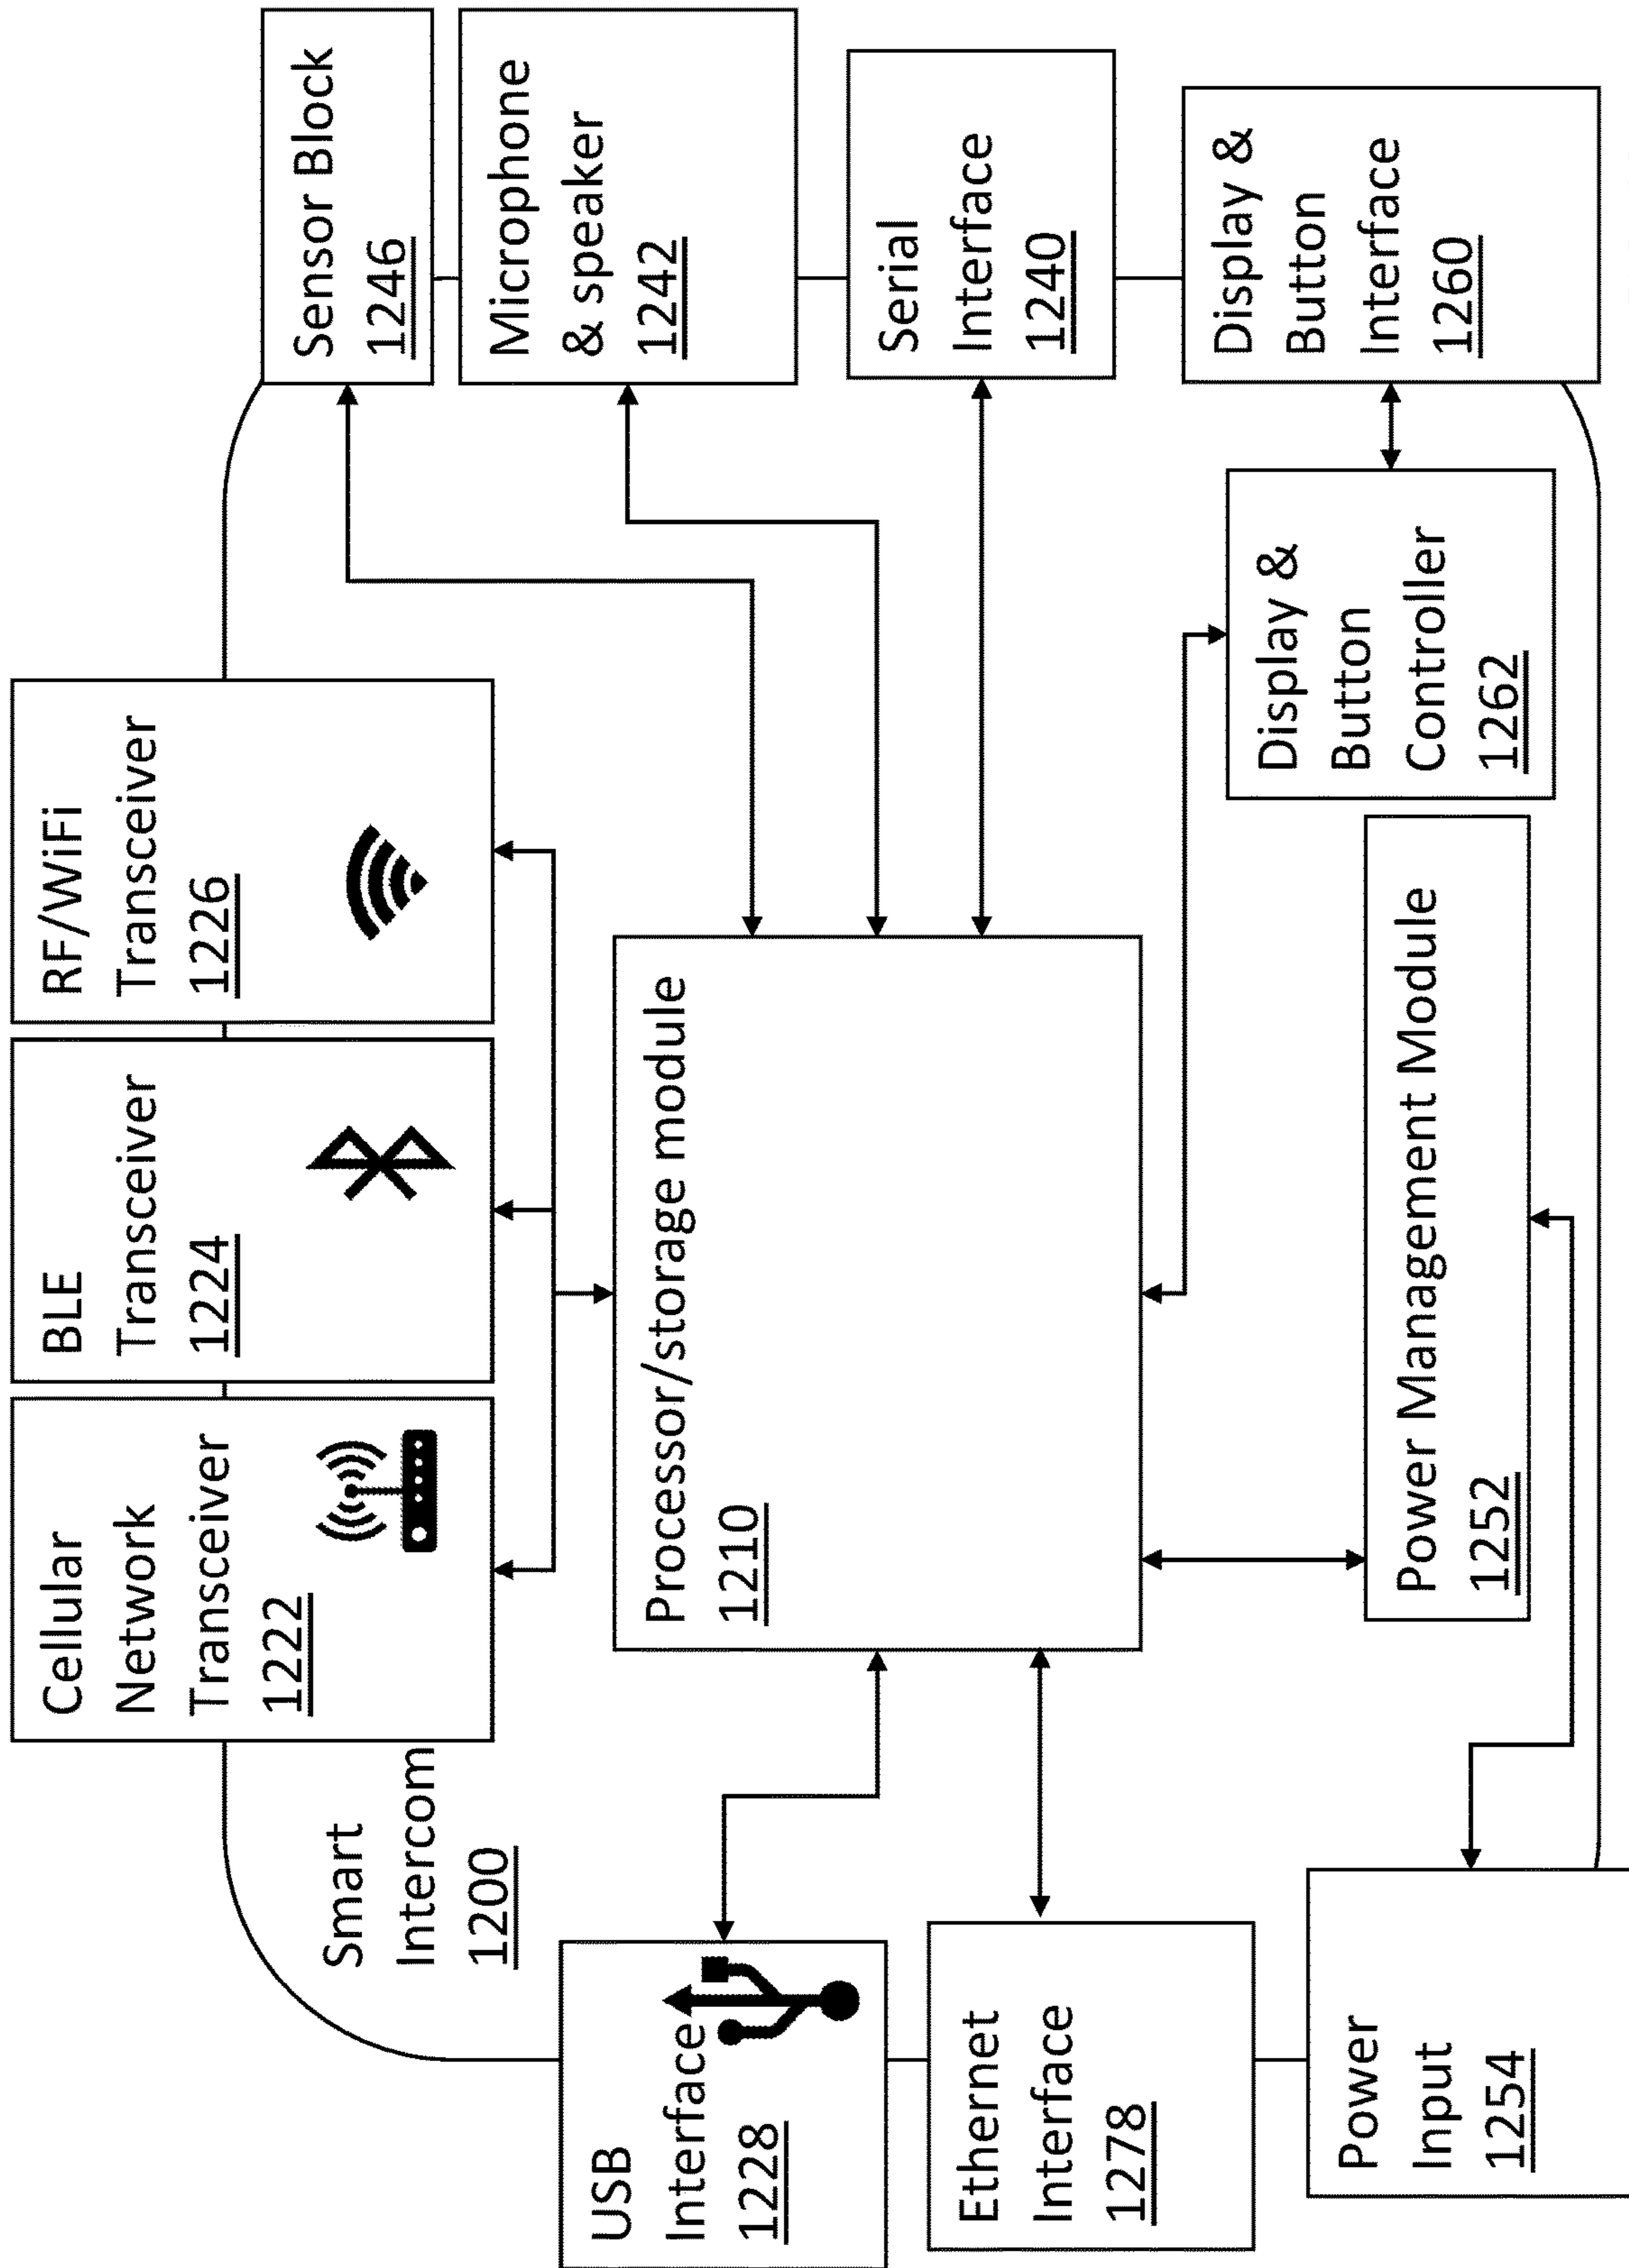 Cellular
Network
Transceiver
1222
BLE
Transceiver
1224
RF/WiFi
Transceiver
1226
Smart
Intercom
1200
Sensor Block
1246
Microphone
& speaker
1242
USB
Interface
1228
Processor/storage module
1210
Serial
Interface
1240
Ethernet
Interface
1278
Display &
Button
Interface
1260
Display &
Button
Controller
1262
Power Management Module
1252
Power
Input
1254